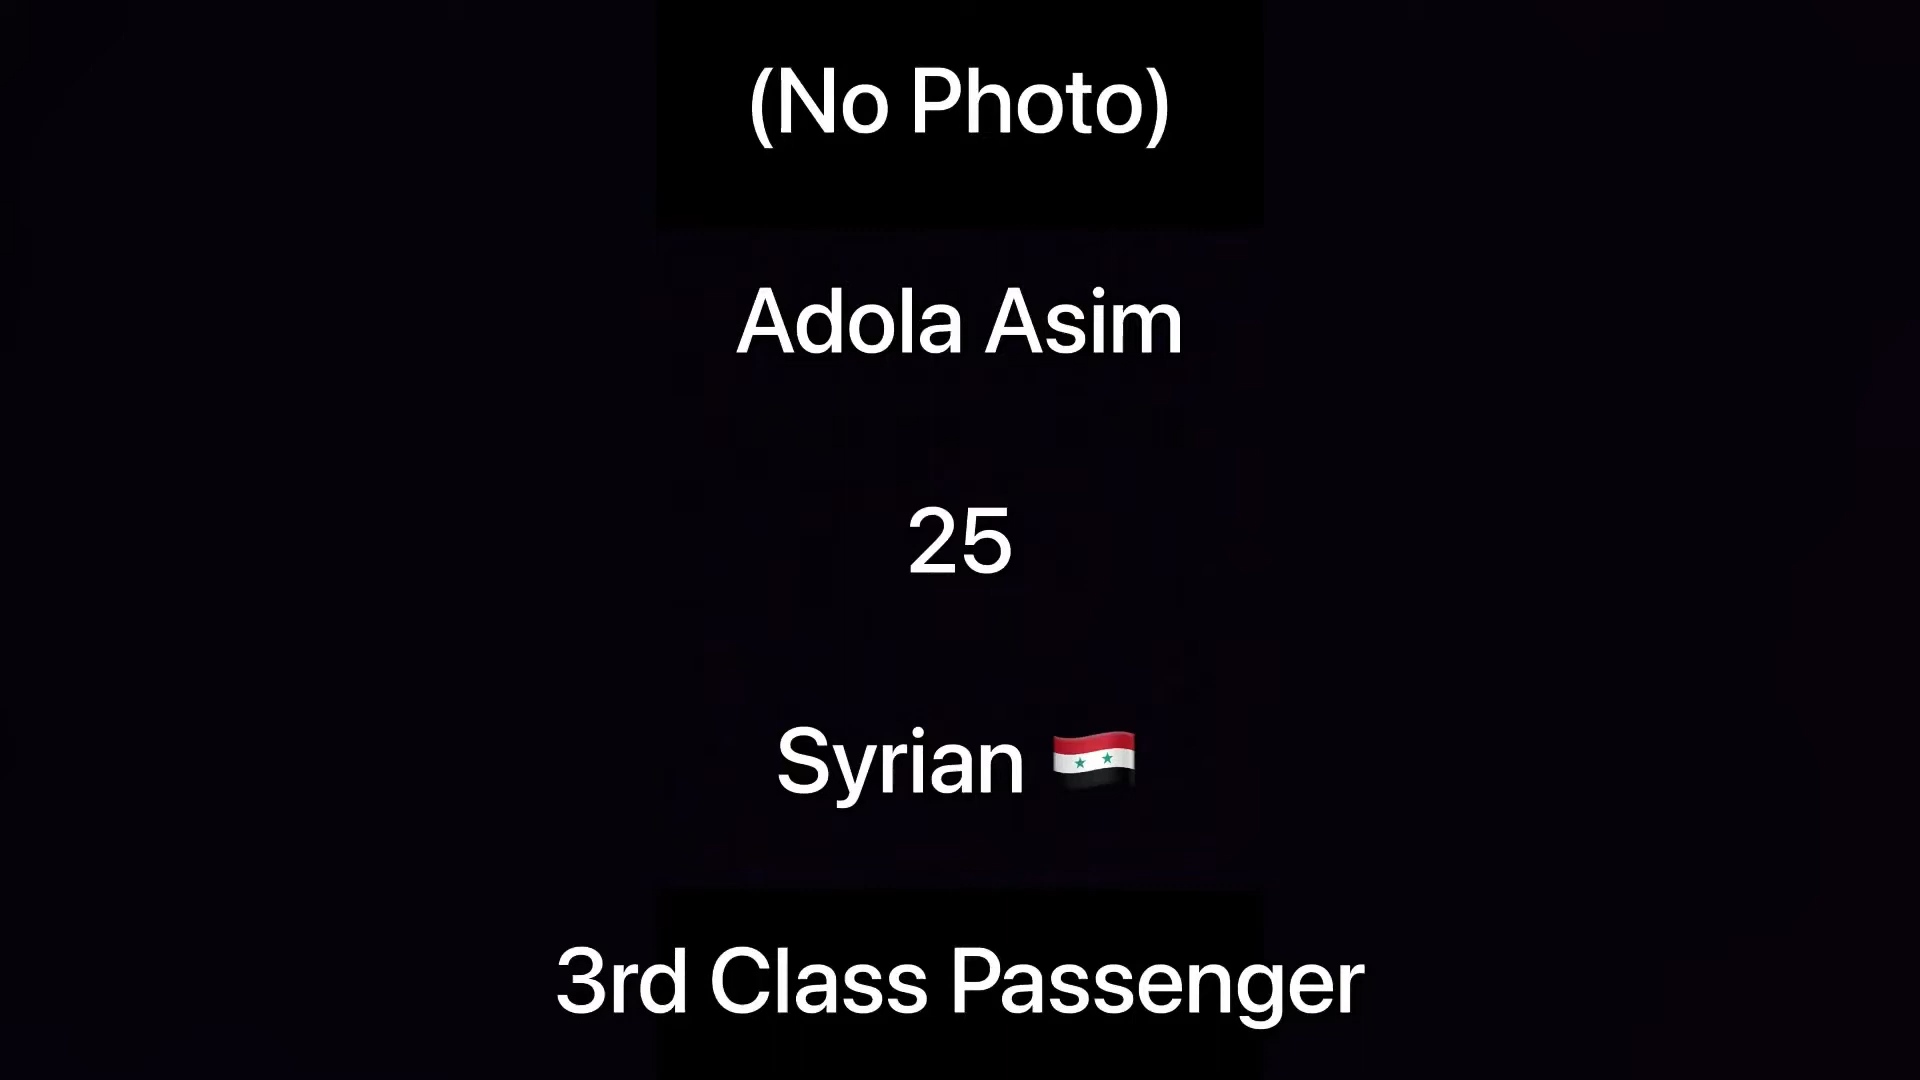 (No Photo)
Adola Asim
25
Syrian 🇸🇾
3rd Class Passenger